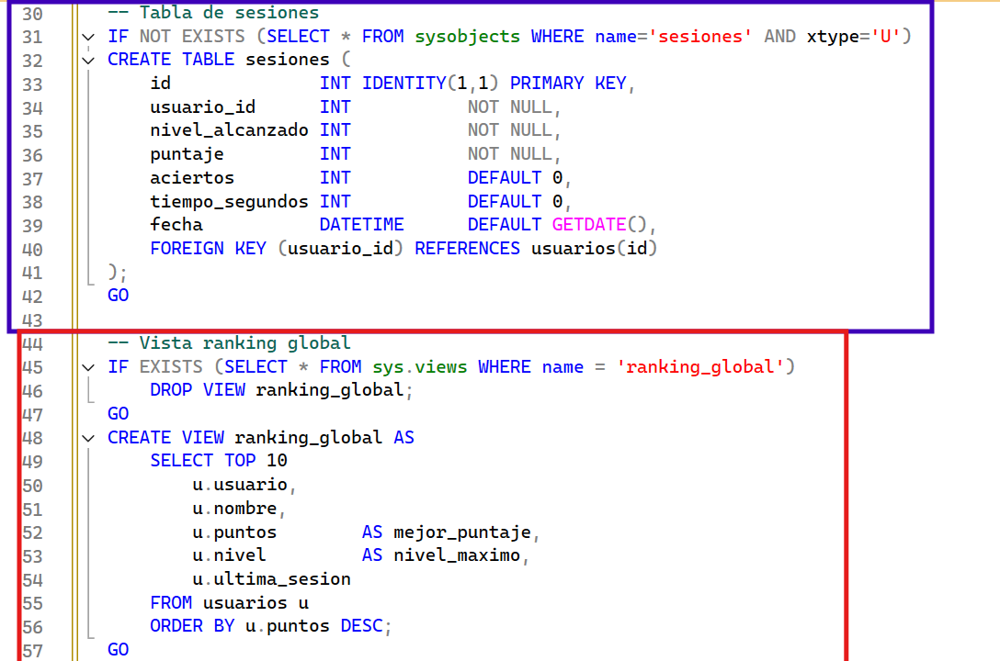 30 -- Tabla de sesiones
31 IF NOT EXISTS (SELECT * FROM sysobjects WHERE name='sesiones' AND xtype='U')
32 CREATE TABLE sesiones (
33     id              INT IDENTITY(1,1) PRIMARY KEY,
34     usuario_id      INT           NOT NULL,
35     nivel_alcanzado INT           NOT NULL,
36     puntaje         INT           NOT NULL,
37     aciertos        INT           DEFAULT 0,
38     tiempo_segundos INT           DEFAULT 0,
39     fecha           DATETIME      DEFAULT GETDATE(),
40     FOREIGN KEY (usuario_id) REFERENCES usuarios(id)
41 );
42 GO
43
44 -- Vista ranking global
45 IF EXISTS (SELECT * FROM sys.views WHERE name = 'ranking_global')
46     DROP VIEW ranking_global;
47 GO
48 CREATE VIEW ranking_global AS
49     SELECT TOP 10
50         u.usuario,
51         u.nombre,
52         u.puntos        AS mejor_puntaje,
53         u.nivel         AS nivel_maximo,
54         u.ultima_sesion
55     FROM usuarios u
56     ORDER BY u.puntos DESC;
57 GO